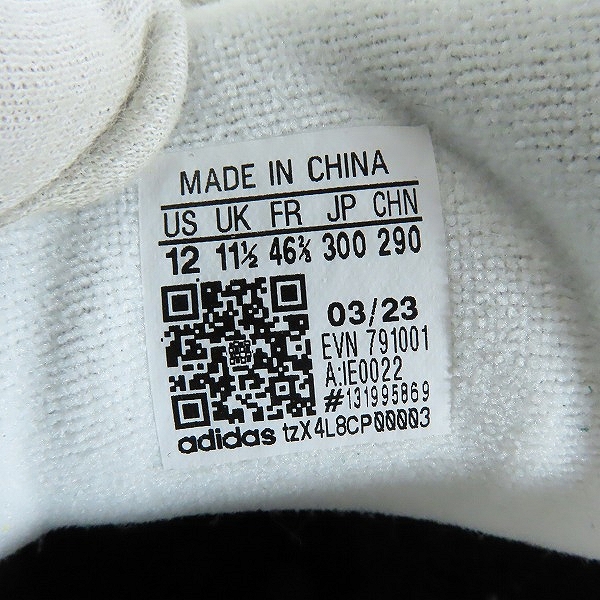 MADE IN CHINA
US UK FR JP CHN
12 11½ 46⅔ 300 290
03/23
EVN 791001
A:IE0022
#131995869
adidas tzX4L8CP00003